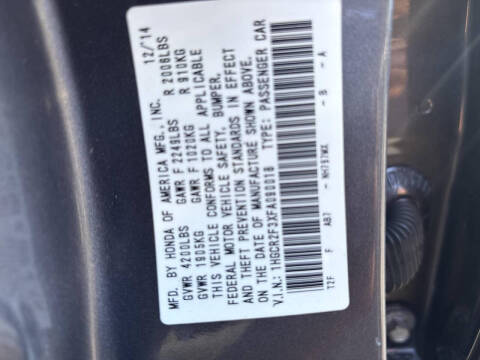 MFD. BY HONDA OF AMERICA MFG., INC. 12/'14
GVWR 4200LBS GAWR F 2249LBS R 2006LBS
GVWR 1905KG GAWR F 1020KG R 910KG
THIS VEHICLE CONFORMS TO ALL APPLICABLE
FEDERAL MOTOR VEHICLE SAFETY, BUMPER,
AND THEFT PREVENTION STANDARDS IN EFFECT
ON THE DATE OF MANUFACTURE SHOWN ABOVE.
V.I.N.: 1HGCR2F3XFA090018 TYPE: PASSENGER CAR
T2F F AB7 - NH797MX - B - A